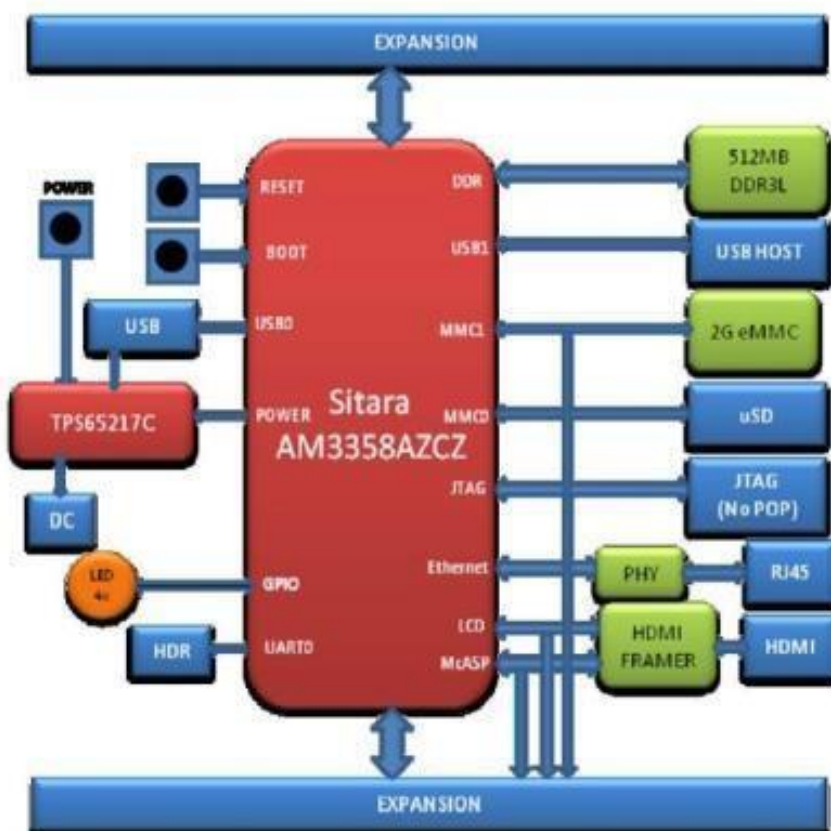 EXPANSION
512MB
DDR3L
POWER
RESET
DDR
BOOT
USB1
USB HOST
USB
USB0
MMC1
2G eMMC
TPS65217C
POWER
Sitara
AM3358AZCZ
MMC0
uSD
DC
JTAG
JTAG
(No POP)
LED
GPIO
Ethernet
PHY
RJ45
LCD
HDMI
FRAMER
HDMI
HDR
UART0
McASP
EXPANSION